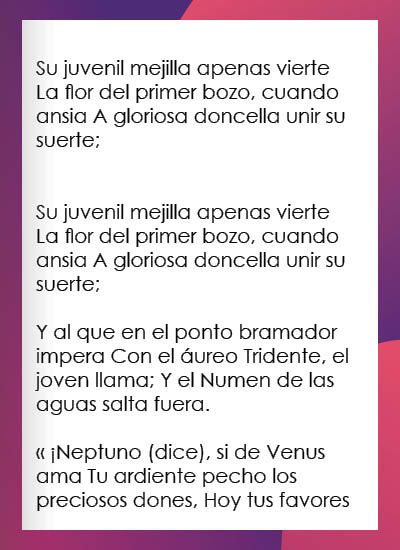 Su juvenil mejilla apenas vierte
La flor del primer bozo, cuando
ansia A gloriosa doncella unir su
suerte;
Su juvenil mejilla apenas vierte
La flor del primer bozo, cuando
ansia A gloriosa doncella unir su
suerte;
Y al que en el ponto bramador
impera Con el áureo Tridente, el
joven llama; Y el Numen de las
aguas salta fuera.
« ¡Neptuno (dice), si de Venus
ama Tu ardiente pecho los
preciosos dones, Hoy tus favores